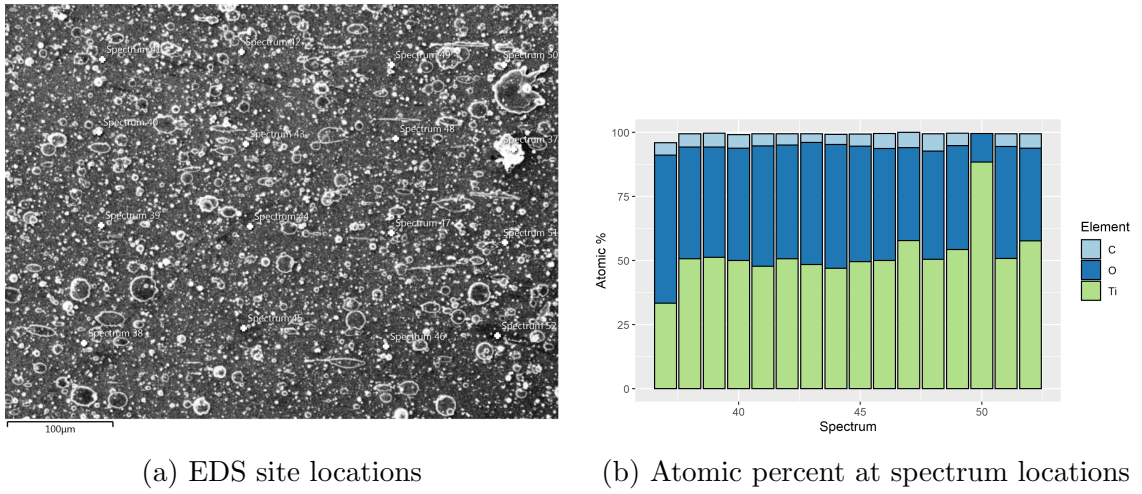 Spectrum 41
Spectrum 42
Spectrum 49
Spectrum 50
Spectrum 40
Spectrum 43
Spectrum 48
Spectrum 37
Spectrum 39
Spectrum 44
Spectrum 47
Spectrum 51
Spectrum 38
Spectrum 45
Spectrum 46
Spectrum 52
100μm
(a) EDS site locations
Atomic %
100
75
50
25
0
40
45
50
Spectrum
Element
C
O
Ti
(b) Atomic percent at spectrum locations